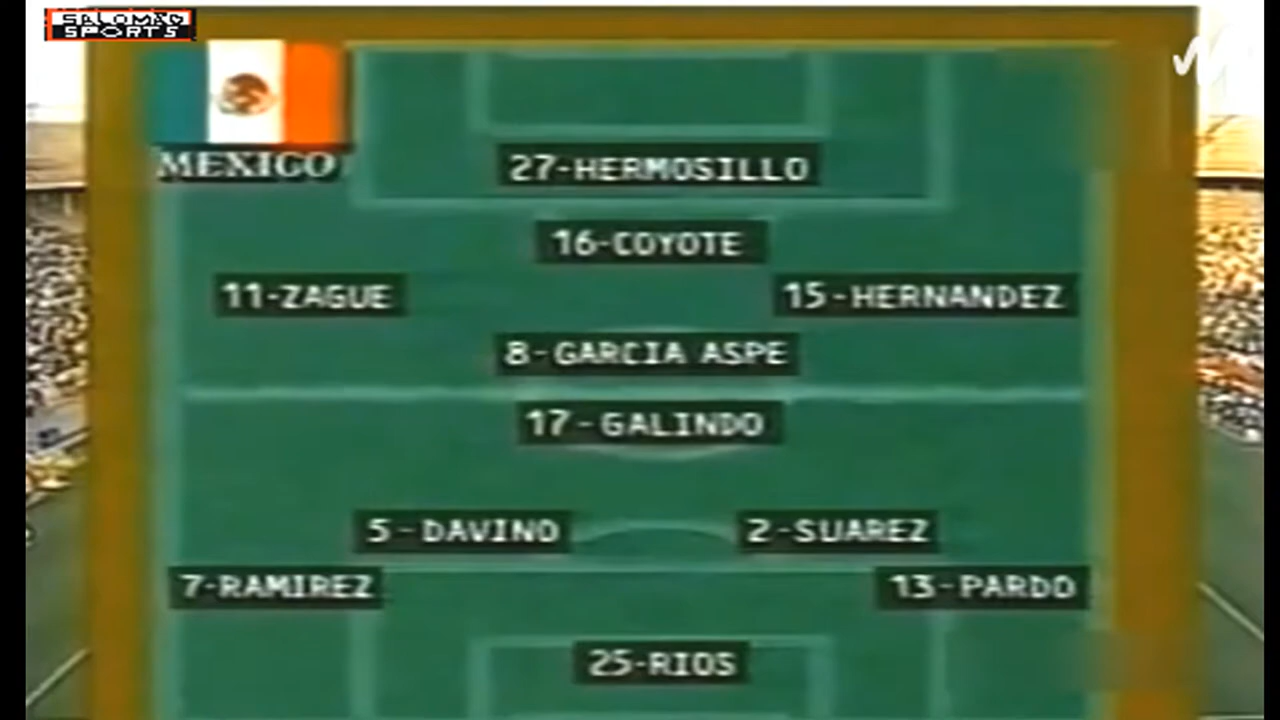 SALOMAO
SPORTS
MEXICO
27-HERMOSILLO
16-COYOTE
11-ZAGUE
15-HERNANDEZ
8-GARCIA ASPE
17-GALINDO
5-DAVINO
2-SUAREZ
7-RAMIREZ
13-PARDO
25-RIOS